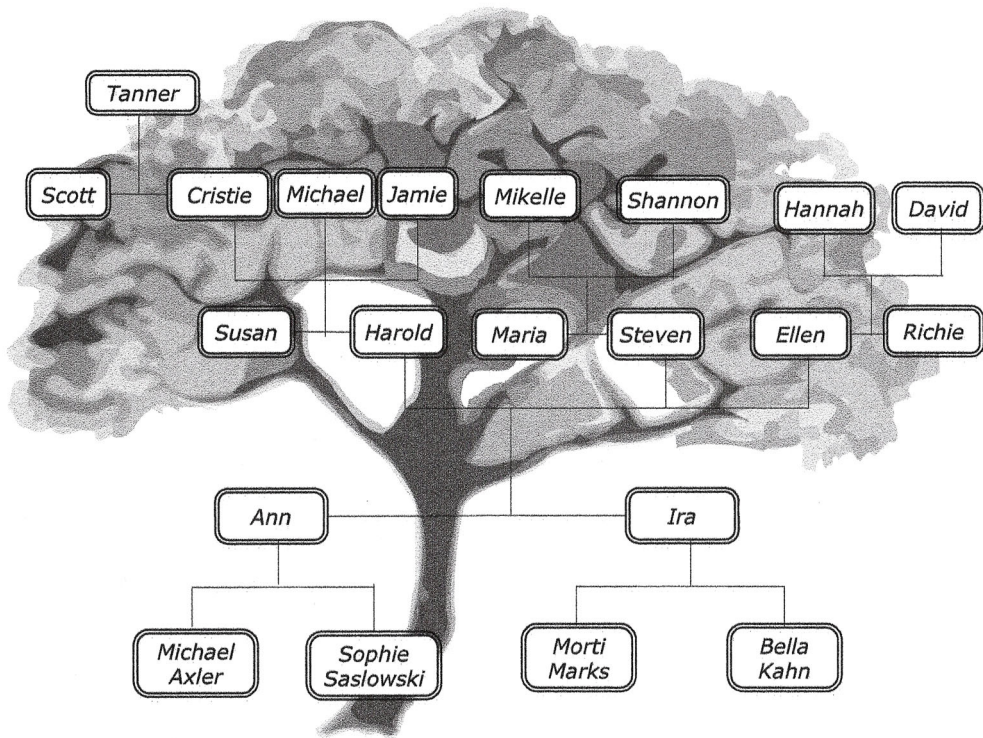 Tanner
Scott
Cristie
Michael
Jamie
Mikelle
Shannon
Hannah
David
Susan
Harold
Maria
Steven
Ellen
Richie
Ann
Ira
Michael
Axler
Sophie
Saslowski
Morti
Marks
Bella
Kahn